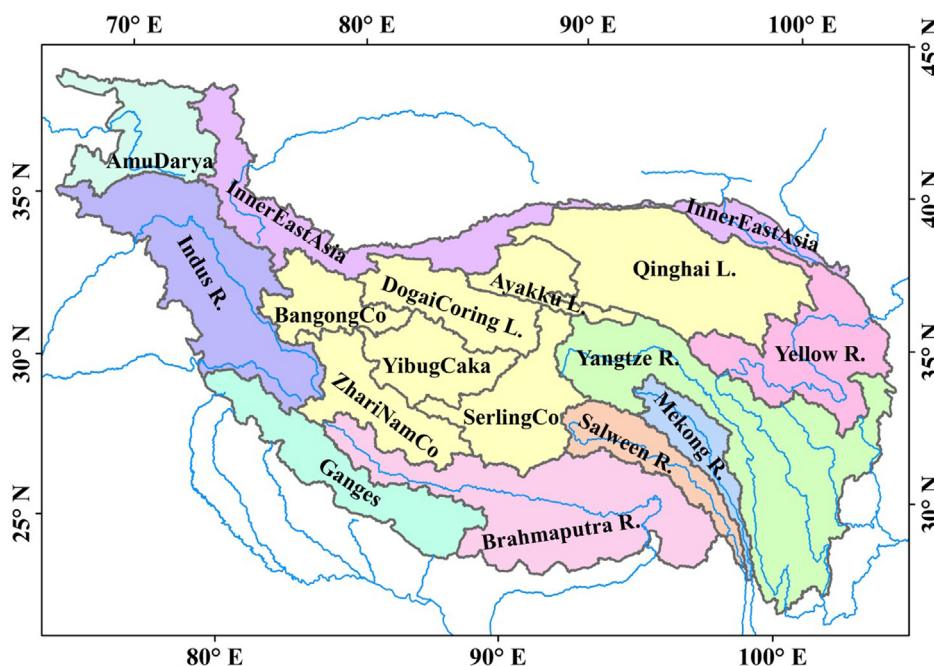 70° E
80° E
90° E
100° E
45° N
AmuDarya
35° N
40° N
InnerEastAsia
InnerEastAsia
Indus R.
Qinghai L.
Ayakku L.
DogaiCoring L.
BangongCo
30° N
35° N
Yangtze R.
Yellow R.
YibugCaka
ZhariNamCo
SerlingCo
Mekong R.
Salween R.
Ganges
25° N
30° N
Brahmaputra R.
80° E
90° E
100° E